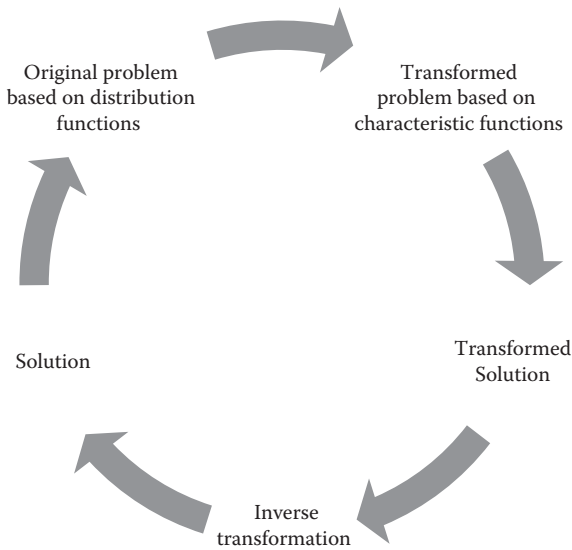 Original problem
based on distribution
functions
Transformed
problem based on
characteristic functions
Transformed
Solution
Inverse
transformation
Solution